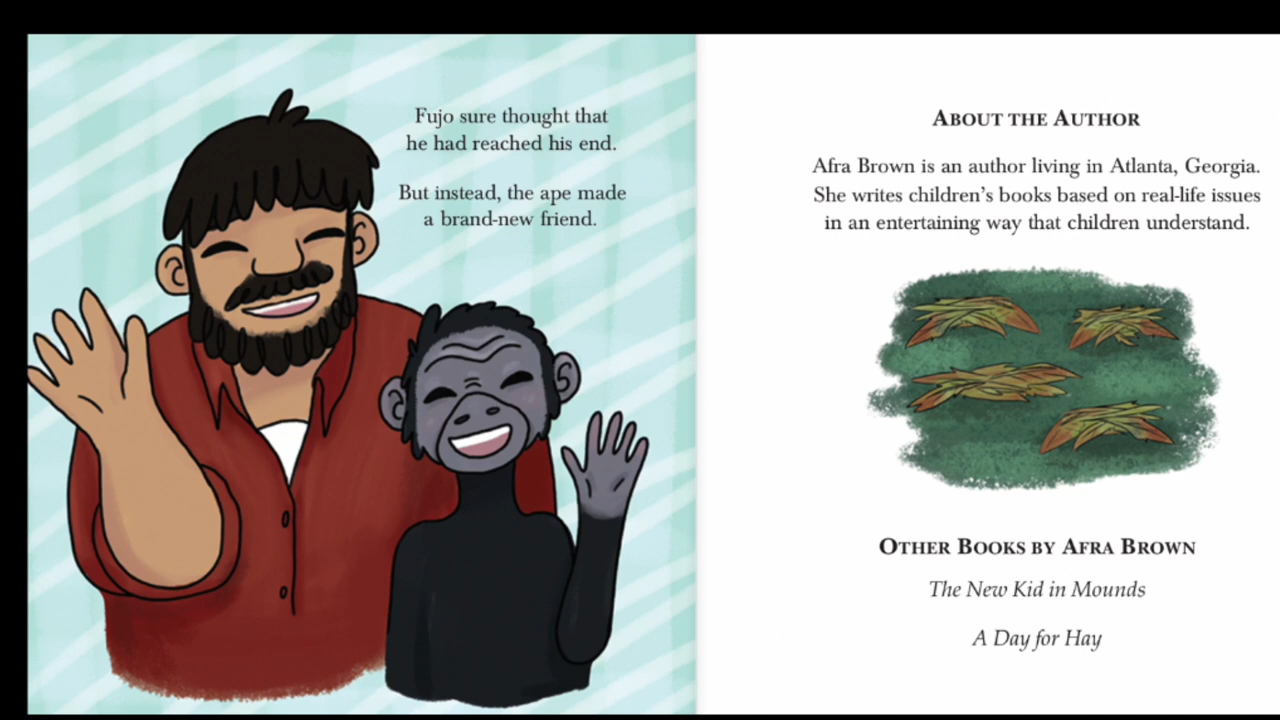 Fujo sure thought that
he had reached his end.
But instead, the ape made
a brand-new friend.
ABOUT THE AUTHOR
Afra Brown is an author living in Atlanta, Georgia.
She writes children’s books based on real-life issues
in an entertaining way that children understand.
OTHER BOOKS BY AFRA BROWN
The New Kid in Mounds
A Day for Hay